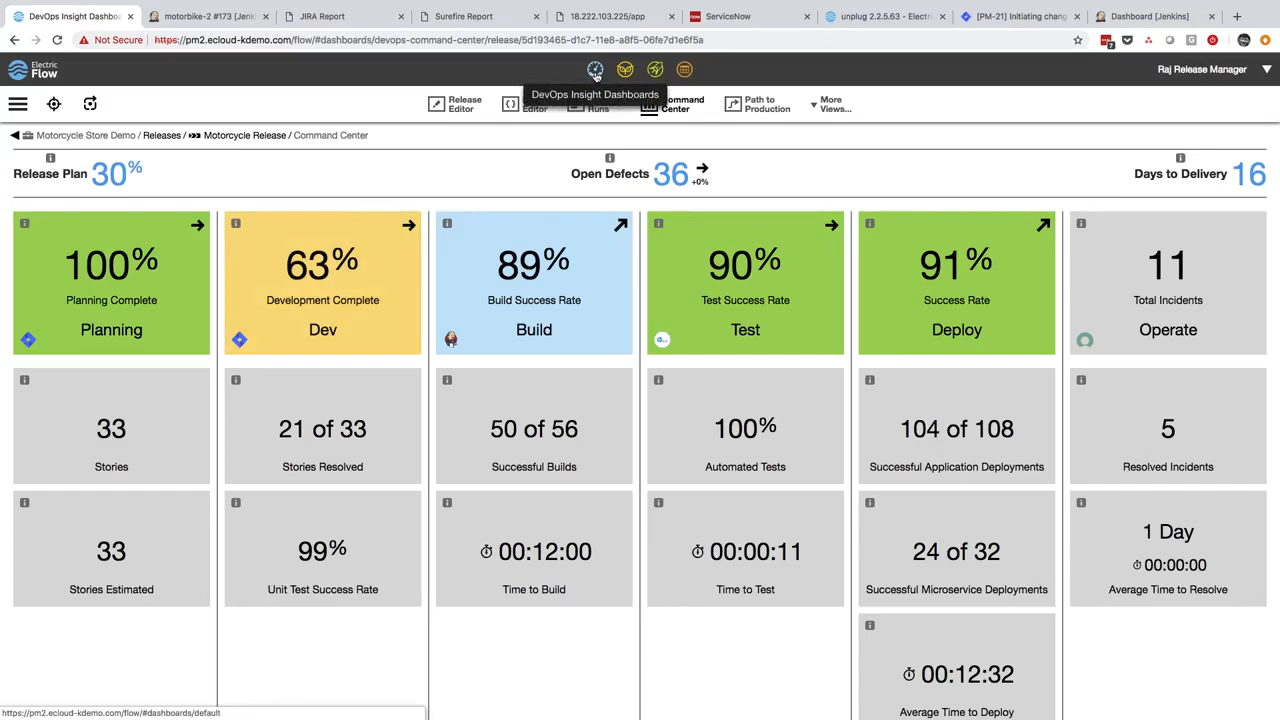 DevOps Insight Dashboa
motorbike-2 #173 [Jenki
JIRA Report
Surefire Report
18.222.103.225/app
ServiceNow
unplug 2.2.5.63 - Electri
[PM-21] Initiating chang
Dashboard [Jenkins]
Not Secure
https://pm2.ecloud-kdemo.com/flow/#dashboards/devops-command-center/release/5d193465-d1c7-11e8-a8f5-06fe7d1e6f5a
Electric
Flow
Raj Release Manager
DevOps Insight Dashboards
Release
Editor
Editor
Runs
Command
Center
Path to
Production
More
Views...
Motorcycle Store Demo / Releases / Motorcycle Release / Command Center
Release Plan 30%
Open Defects 36 +0%
Days to Delivery 16
100%
Planning Complete
Planning
63%
Development Complete
Dev
89%
Build Success Rate
Build
90%
Test Success Rate
Test
91%
Success Rate
Deploy
11
Total Incidents
Operate
33
Stories
21 of 33
Stories Resolved
50 of 56
Successful Builds
100%
Automated Tests
104 of 108
Successful Application Deployments
5
Resolved Incidents
33
Stories Estimated
99%
Unit Test Success Rate
00:12:00
Time to Build
00:00:11
Time to Test
24 of 32
Successful Microservice Deployments
1 Day
00:00:00
Average Time to Resolve
00:12:32
Average Time to Deploy
https://pm2.ecloud-kdemo.com/flow/#dashboards/default